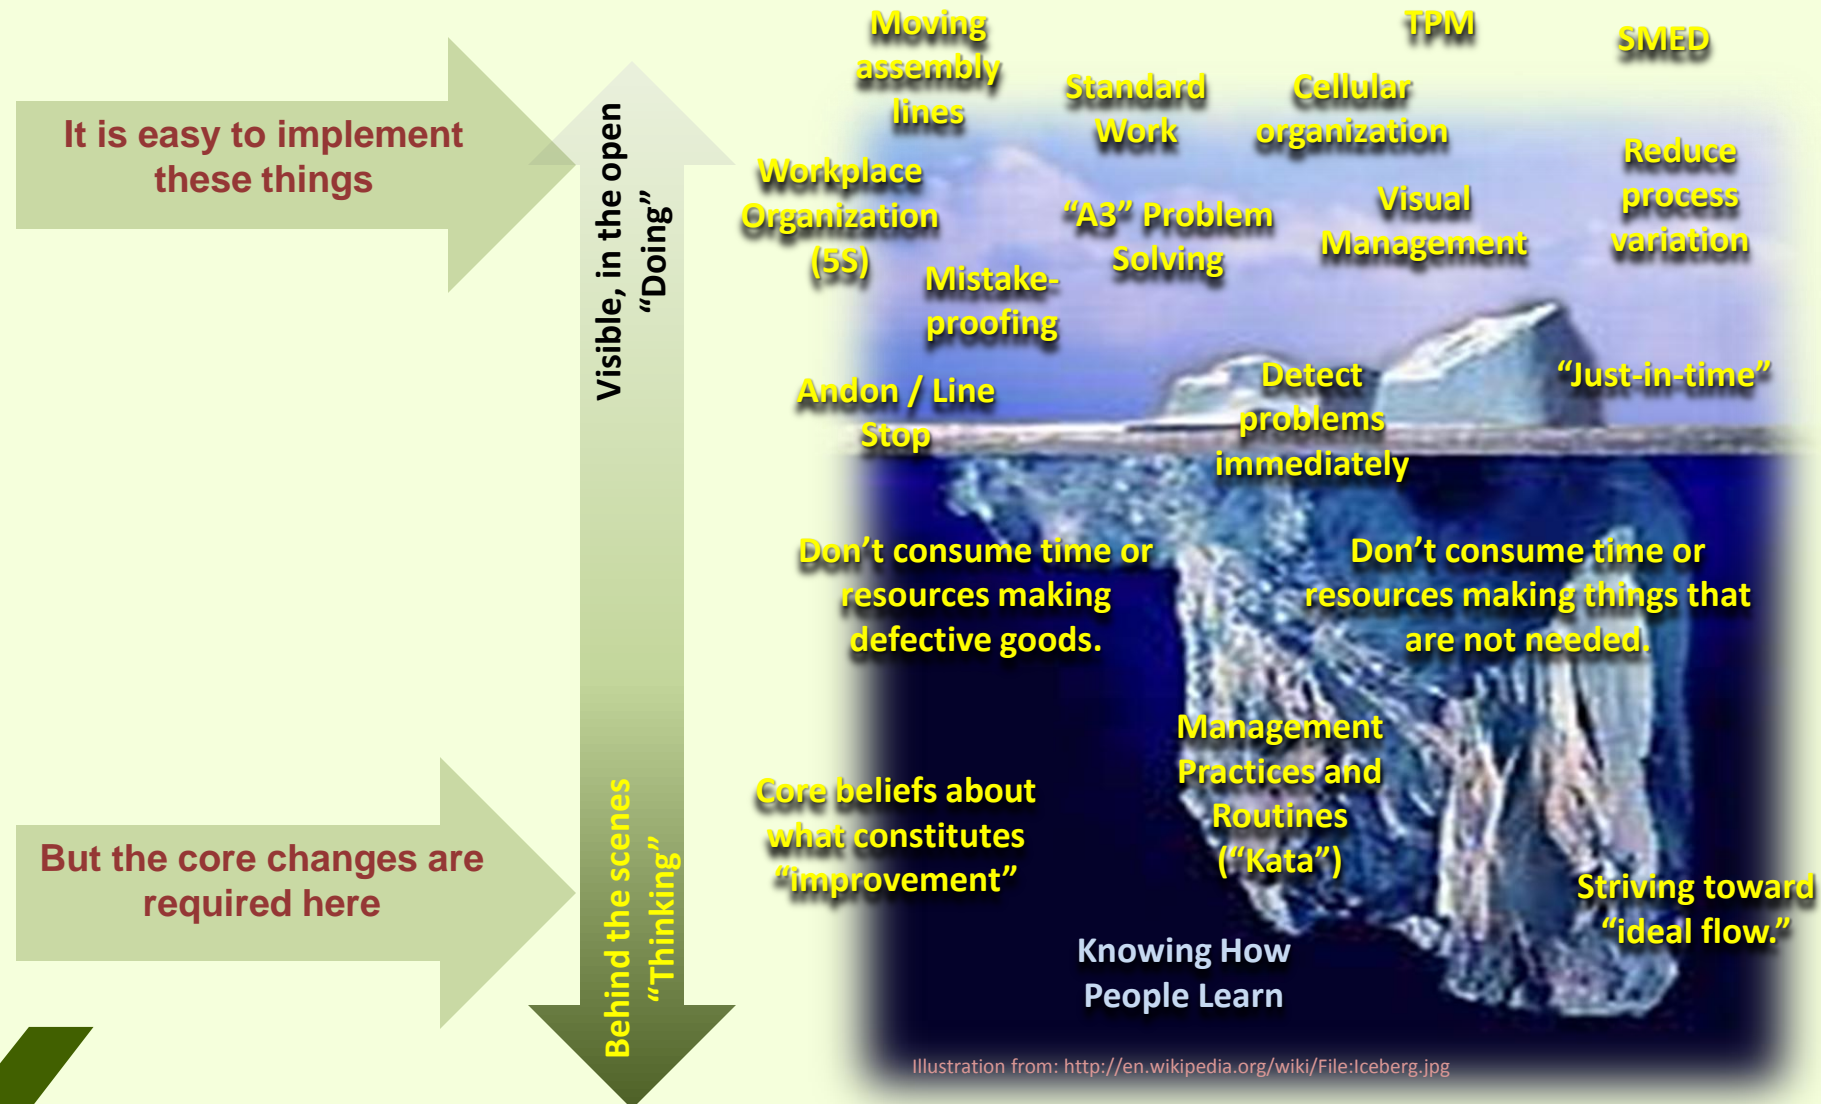 It is easy to implement
these things
Visible, in the open
“Doing”
Moving
assembly
lines
TPM
SMED
Standard
Work
Cellular
organization
Workplace
Organization
(5S)
“A3” Problem
Solving
Visual
Management
Reduce
process
variation
Mistake-
proofing
Andon / Line
Stop
Detect
problems
immediately
“Just-in-time”
Don’t consume time or
resources making
defective goods.
Don’t consume time or
resources making things that
are not needed.
But the core changes are
required here
Behind the scenes
“Thinking”
Core beliefs about
what constitutes
“improvement”
Management
Practices and
Routines
(“Kata”)
Striving toward
“ideal flow.”
Knowing How
People Learn
Illustration from: http://en.wikipedia.org/wiki/File:Iceberg.jpg